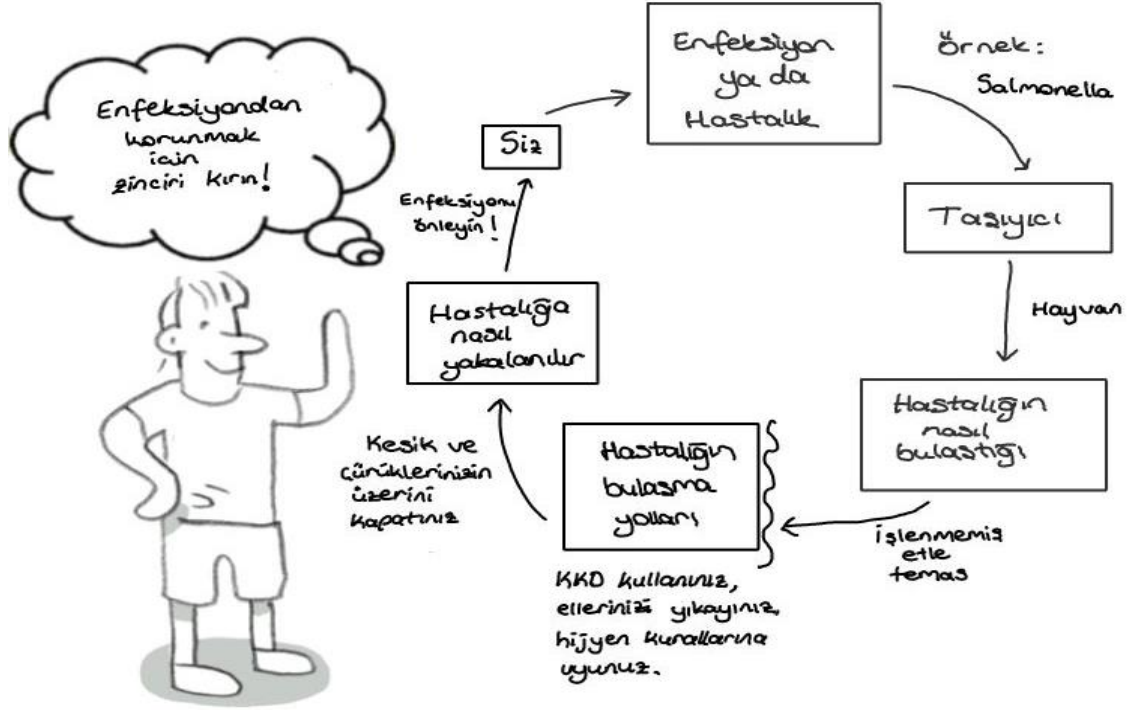 Enfeksiyondan
korunmak
için
zinciri kırın!
Siz
Enfeksiyon
ya da
Hastalık
Örnek:
Salmonella
Taşıyıcı
Hayvan
Hastalığın
nasıl
bulaştığı
İşlenmemiş
etle
temas
Hastalığın
bulaşma
yolları
KKD kullanınız,
ellerinizi yıkayınız,
hijyen kurallarına
uyunuz.
Kesik ve
çürüklerinizin
üzerini
kapatınız
Hastalığa
nasıl
yakalanılır
Enfeksiyonu
önleyin!